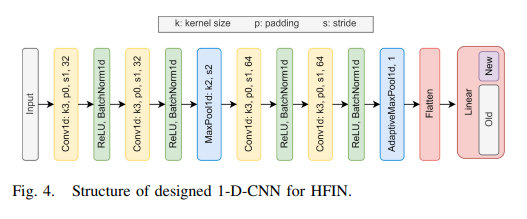 k: kernel size p: padding s: stride
Input
Conv1d: k3, p0, s1, 32
ReLU, BatchNorm1d
Conv1d: k3, p0, s1, 32
ReLU, BatchNorm1d
MaxPool1d: k2, s2
Conv1d: k3, p0, s1, 64
ReLU, BatchNorm1d
Conv1d: k3, p0, s1, 64
ReLU, BatchNorm1d
AdaptiveMaxPool1d, 1
Flatten
Linear
New
Old
Fig. 4. Structure of designed 1-D-CNN for HFIN.